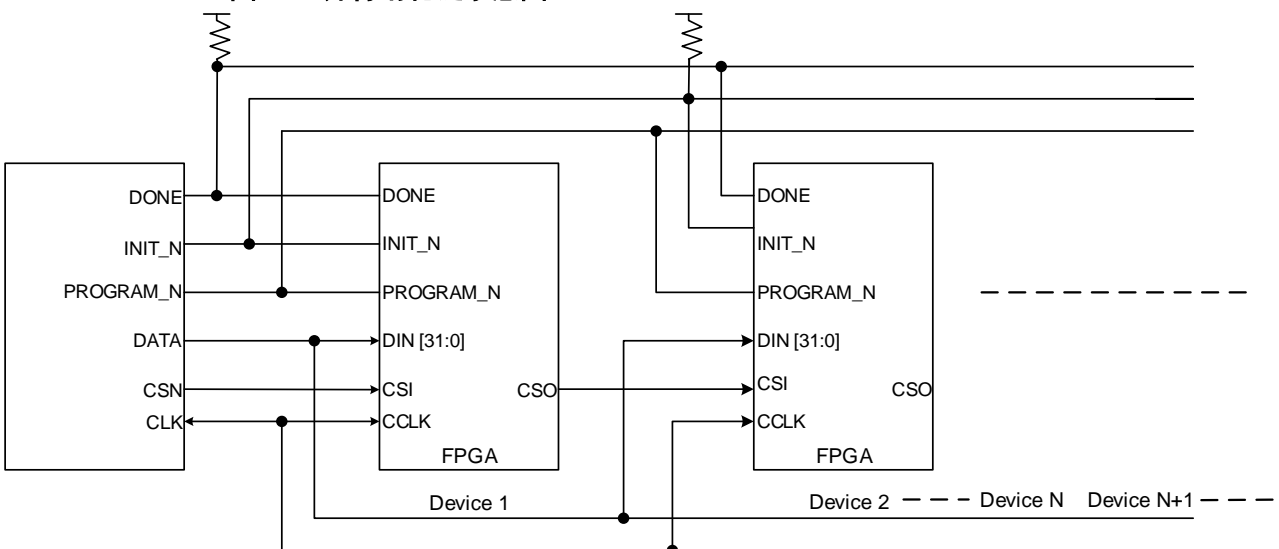 DONE
INIT_N
PROGRAM_N
DATA
CSN
CLK
DONE
INIT_N
PROGRAM_N
DIN [31:0]
CSI
CSO
CCLK
FPGA
Device 1
DONE
INIT_N
PROGRAM_N
DIN [31:0]
CSI
CSO
CCLK
FPGA
Device 2
Device N
Device N+1